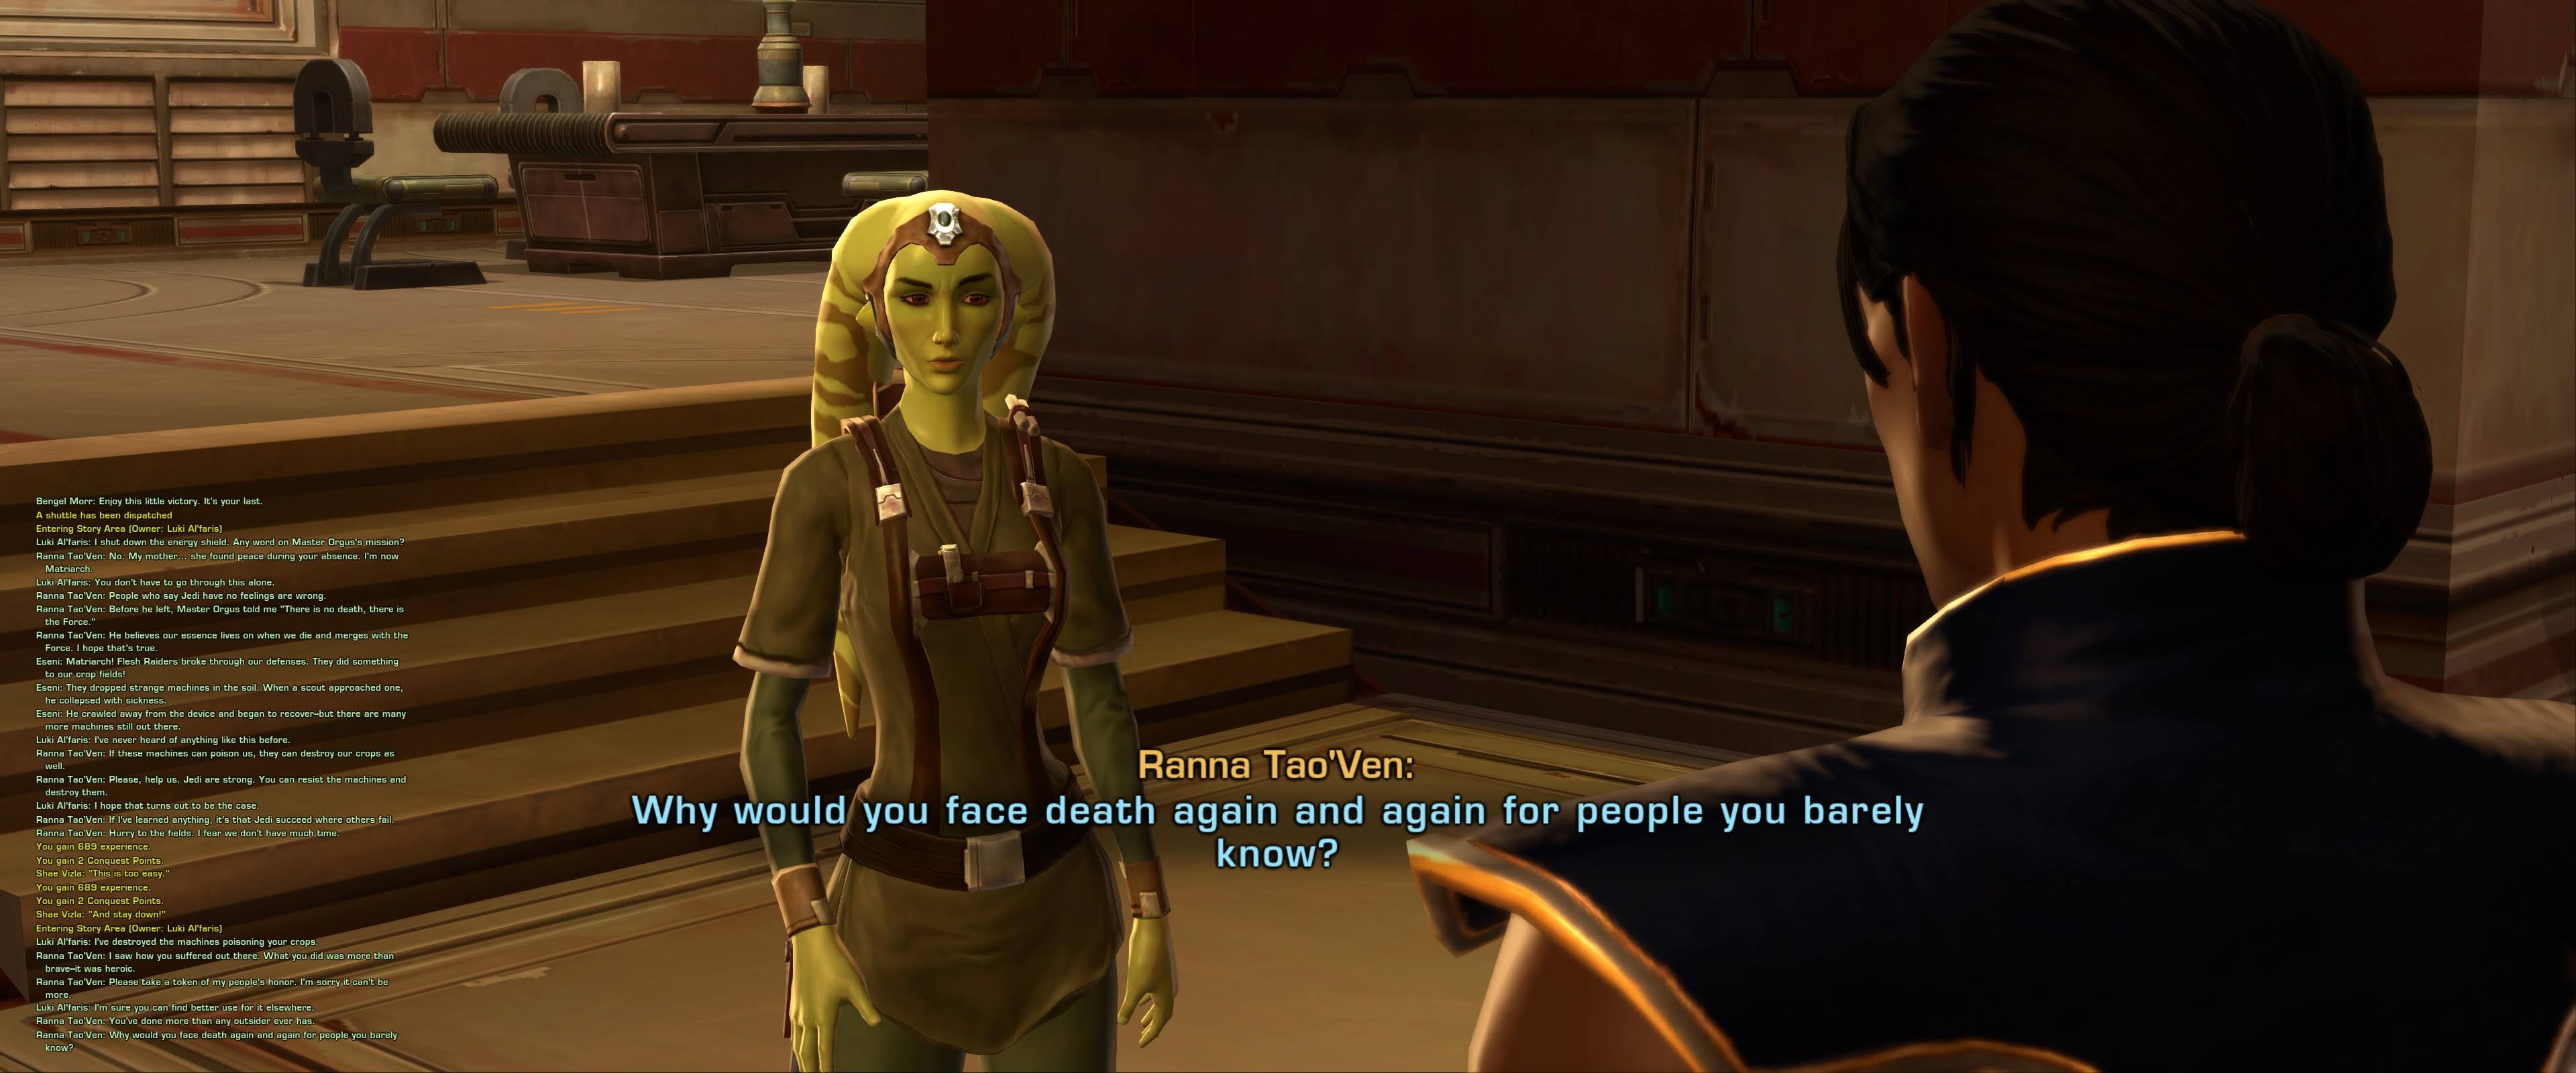 Bengel Morr: Enjoy this little victory. It's your last.
A shuttle has been dispatched
Entering Story Area (Owner: Luki Al'faris)
Luki Al'faris: I shut down the energy shield. Any word on Master Orgus's mission?
Ranna Tao'Ven: No. My mother... she found peace during your absence. I'm now
Matriarch.
Luki Al'faris: You don't have to go through this alone.
Ranna Tao'Ven: People who say Jedi have no feelings are wrong.
Ranna Tao'Ven: Before he left, Master Orgus told me "There is no death, there is
the Force."
Ranna Tao'Ven: He believes our essence lives on when we die and merges with the
Force. I hope that's true.
Eseni: Matriarch! Flesh Raiders broke through our defenses. They did something
to our crop fields!
Eseni: They dropped strange machines in the soil. When a scout approached one,
he collapsed with sickness.
Eseni: He crawled away from the device and began to recover—but there are many
more machines still out there.
Luki Al'faris: I've never heard of anything like this before.
Ranna Tao'Ven: If these machines can poison us, they can destroy our crops as
well.
Ranna Tao'Ven: Please, help us. Jedi are strong. You can resist the machines and
destroy them.
Luki Al'faris: I hope that turns out to be the case.
Ranna Tao'Ven: If I've learned anything, it's that Jedi succeed where others fail.
Ranna Tao'Ven: Hurry to the fields. I fear we don't have much time.
You gain 689 experience.
You gain 2 Conquest Points.
Shae Vizla: "This is too easy."
You gain 689 experience.
You gain 2 Conquest Points.
Shae Vizla: "And stay down!"
Entering Story Area (Owner: Luki Al'faris)
Luki Al'faris: I've destroyed the machines poisoning your crops.
Ranna Tao'Ven: I saw how you suffered out there. What you did was more than
brave—it was heroic.
Ranna Tao'Ven: Please take a token of my people's honor. I'm sorry it can't be
more.
Luki Al'faris: I'm sure you can find better use for it elsewhere.
Ranna Tao'Ven: You've done more than any outsider ever has.
Ranna Tao'Ven: Why would you face death again and again for people you barely
know?
Ranna Tao'Ven:
Why would you face death again and again for people you barely
know?